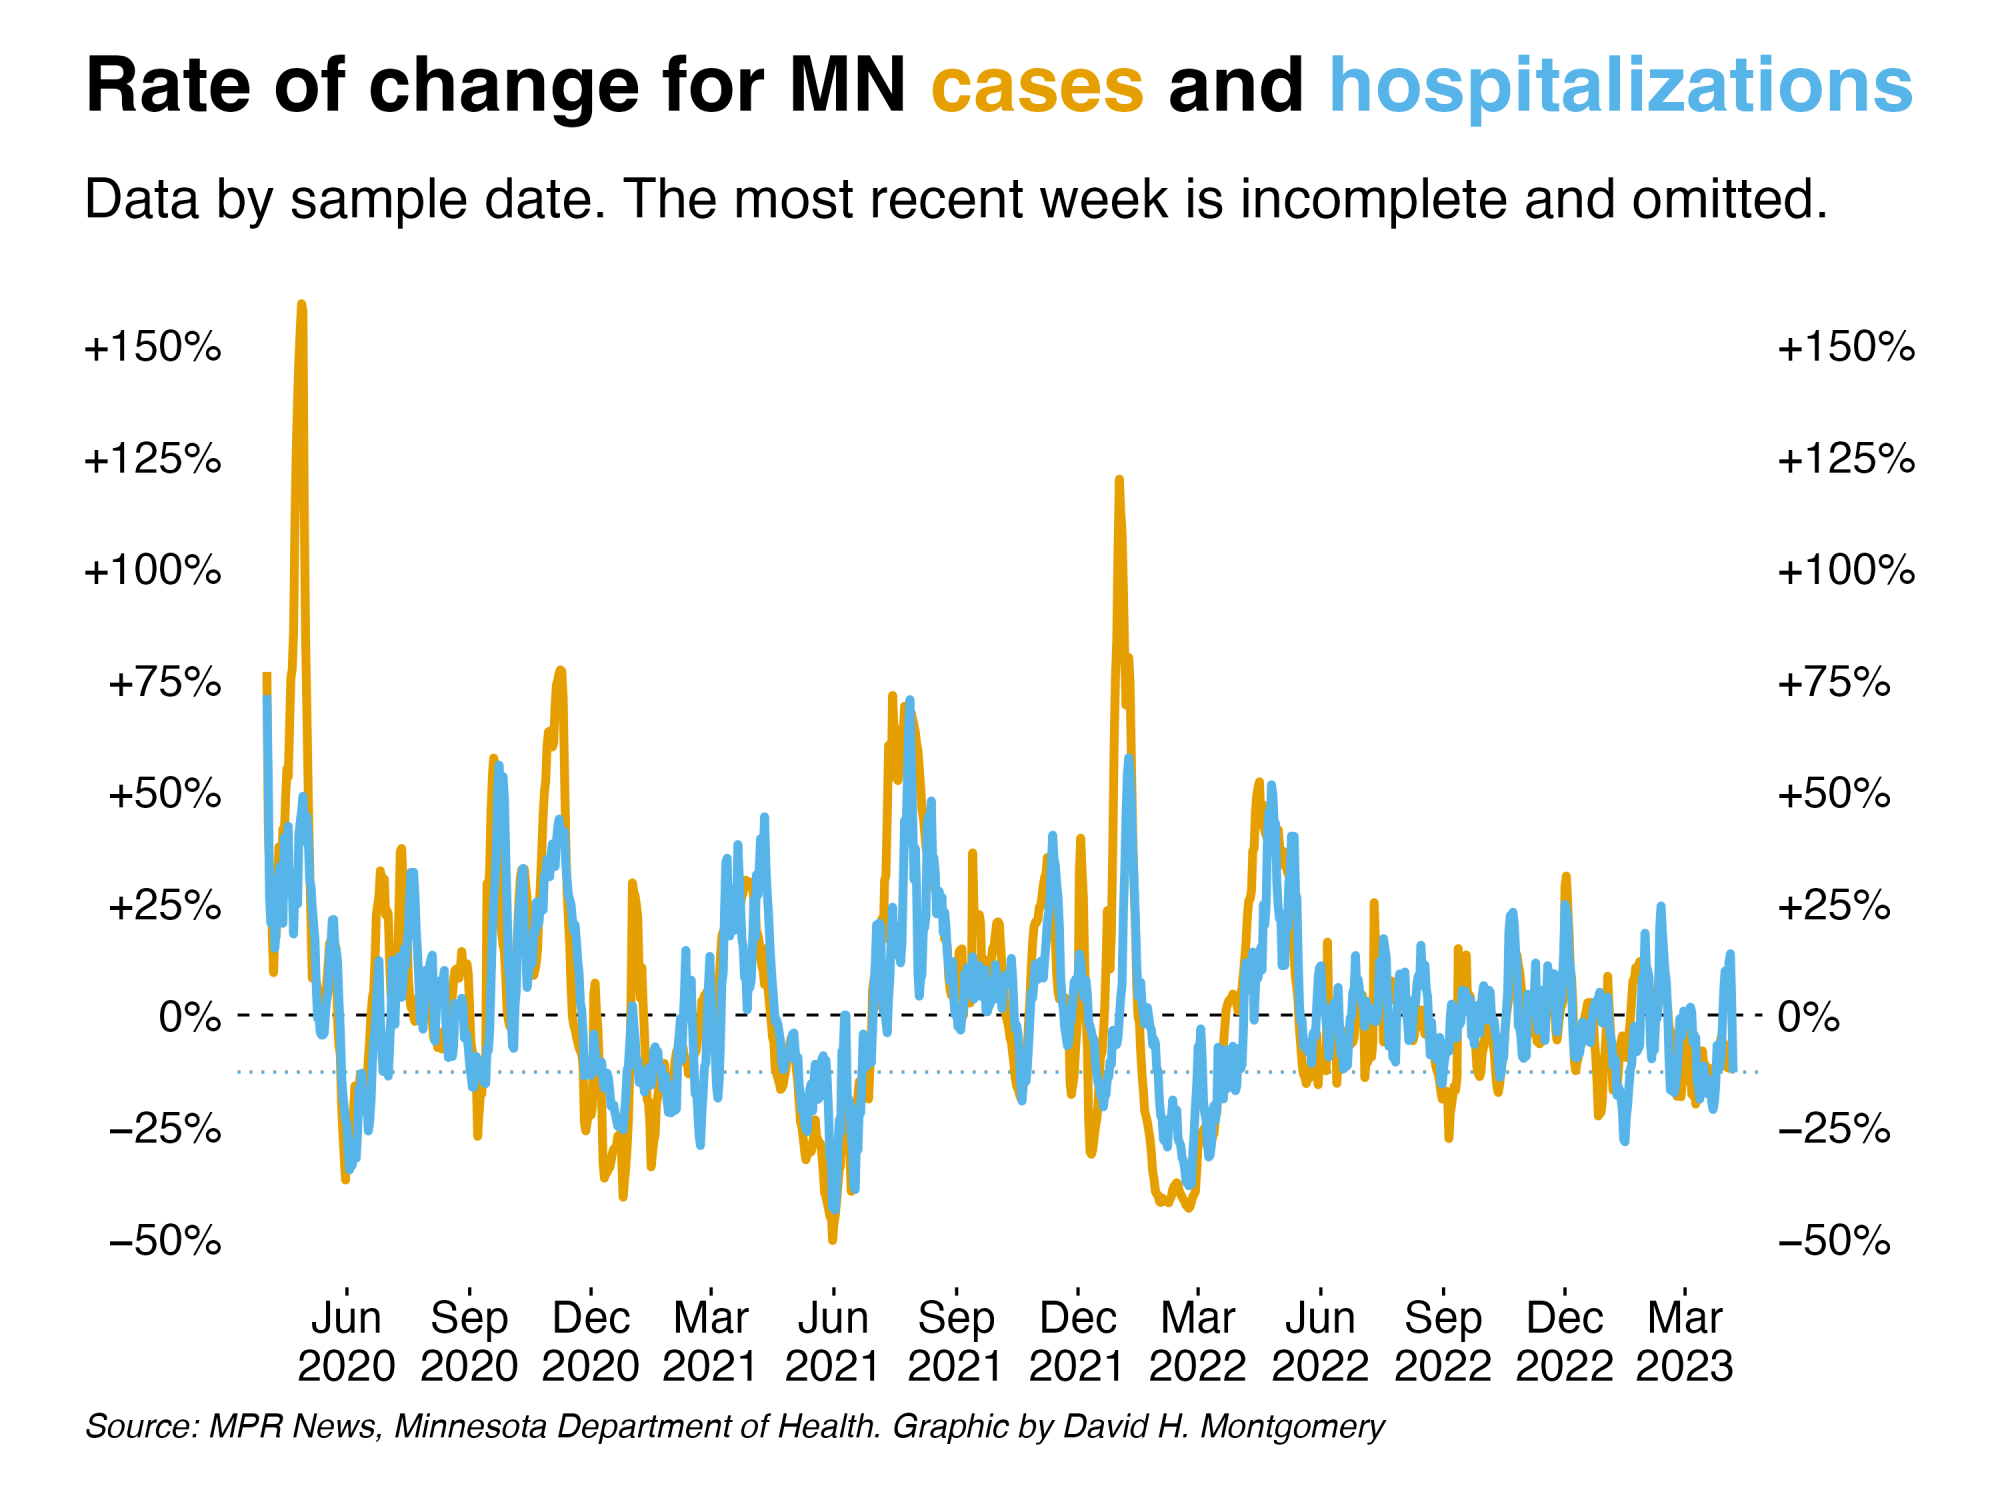 Rate of change for MN cases and hospitalizations
Data by sample date. The most recent week is incomplete and omitted.
+150% +150%
+125% +125%
+100% +100%
+75% +75%
+50% +50%
+25% +25%
0% 0%
−25% −25%
−50% −50%
Jun Sep Dec Mar Jun Sep Dec Mar Jun Sep Dec Mar
2020 2020 2020 2021 2021 2021 2021 2022 2022 2022 2022 2023
Source: MPR News, Minnesota Department of Health. Graphic by David H. Montgomery